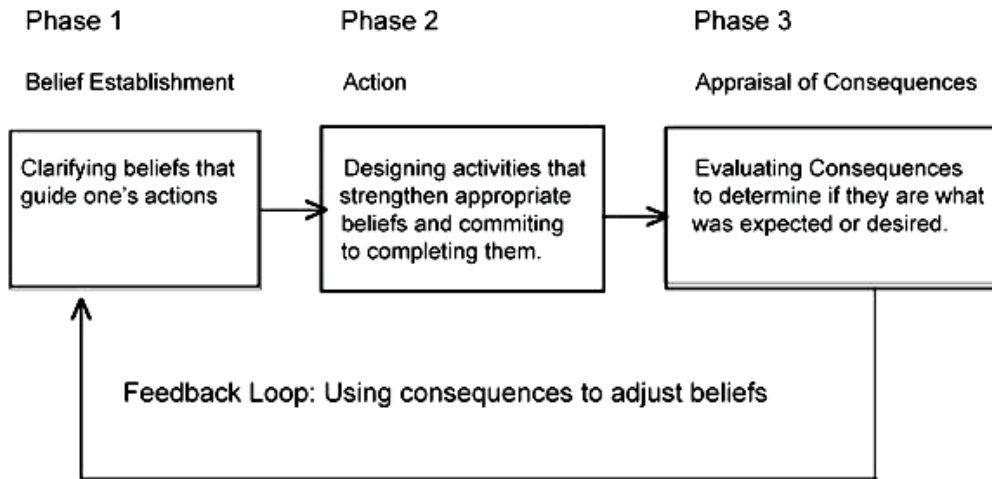 Phase 1
Phase 2
Phase 3
Belief Establishment
Action
Appraisal of Consequences
Clarifying beliefs that
guide one's actions
Designing activities that
strengthen appropriate
beliefs and commiting
to completing them.
Evaluating Consequences
to determine if they are what
was expected or desired.
Feedback Loop: Using consequences to adjust beliefs